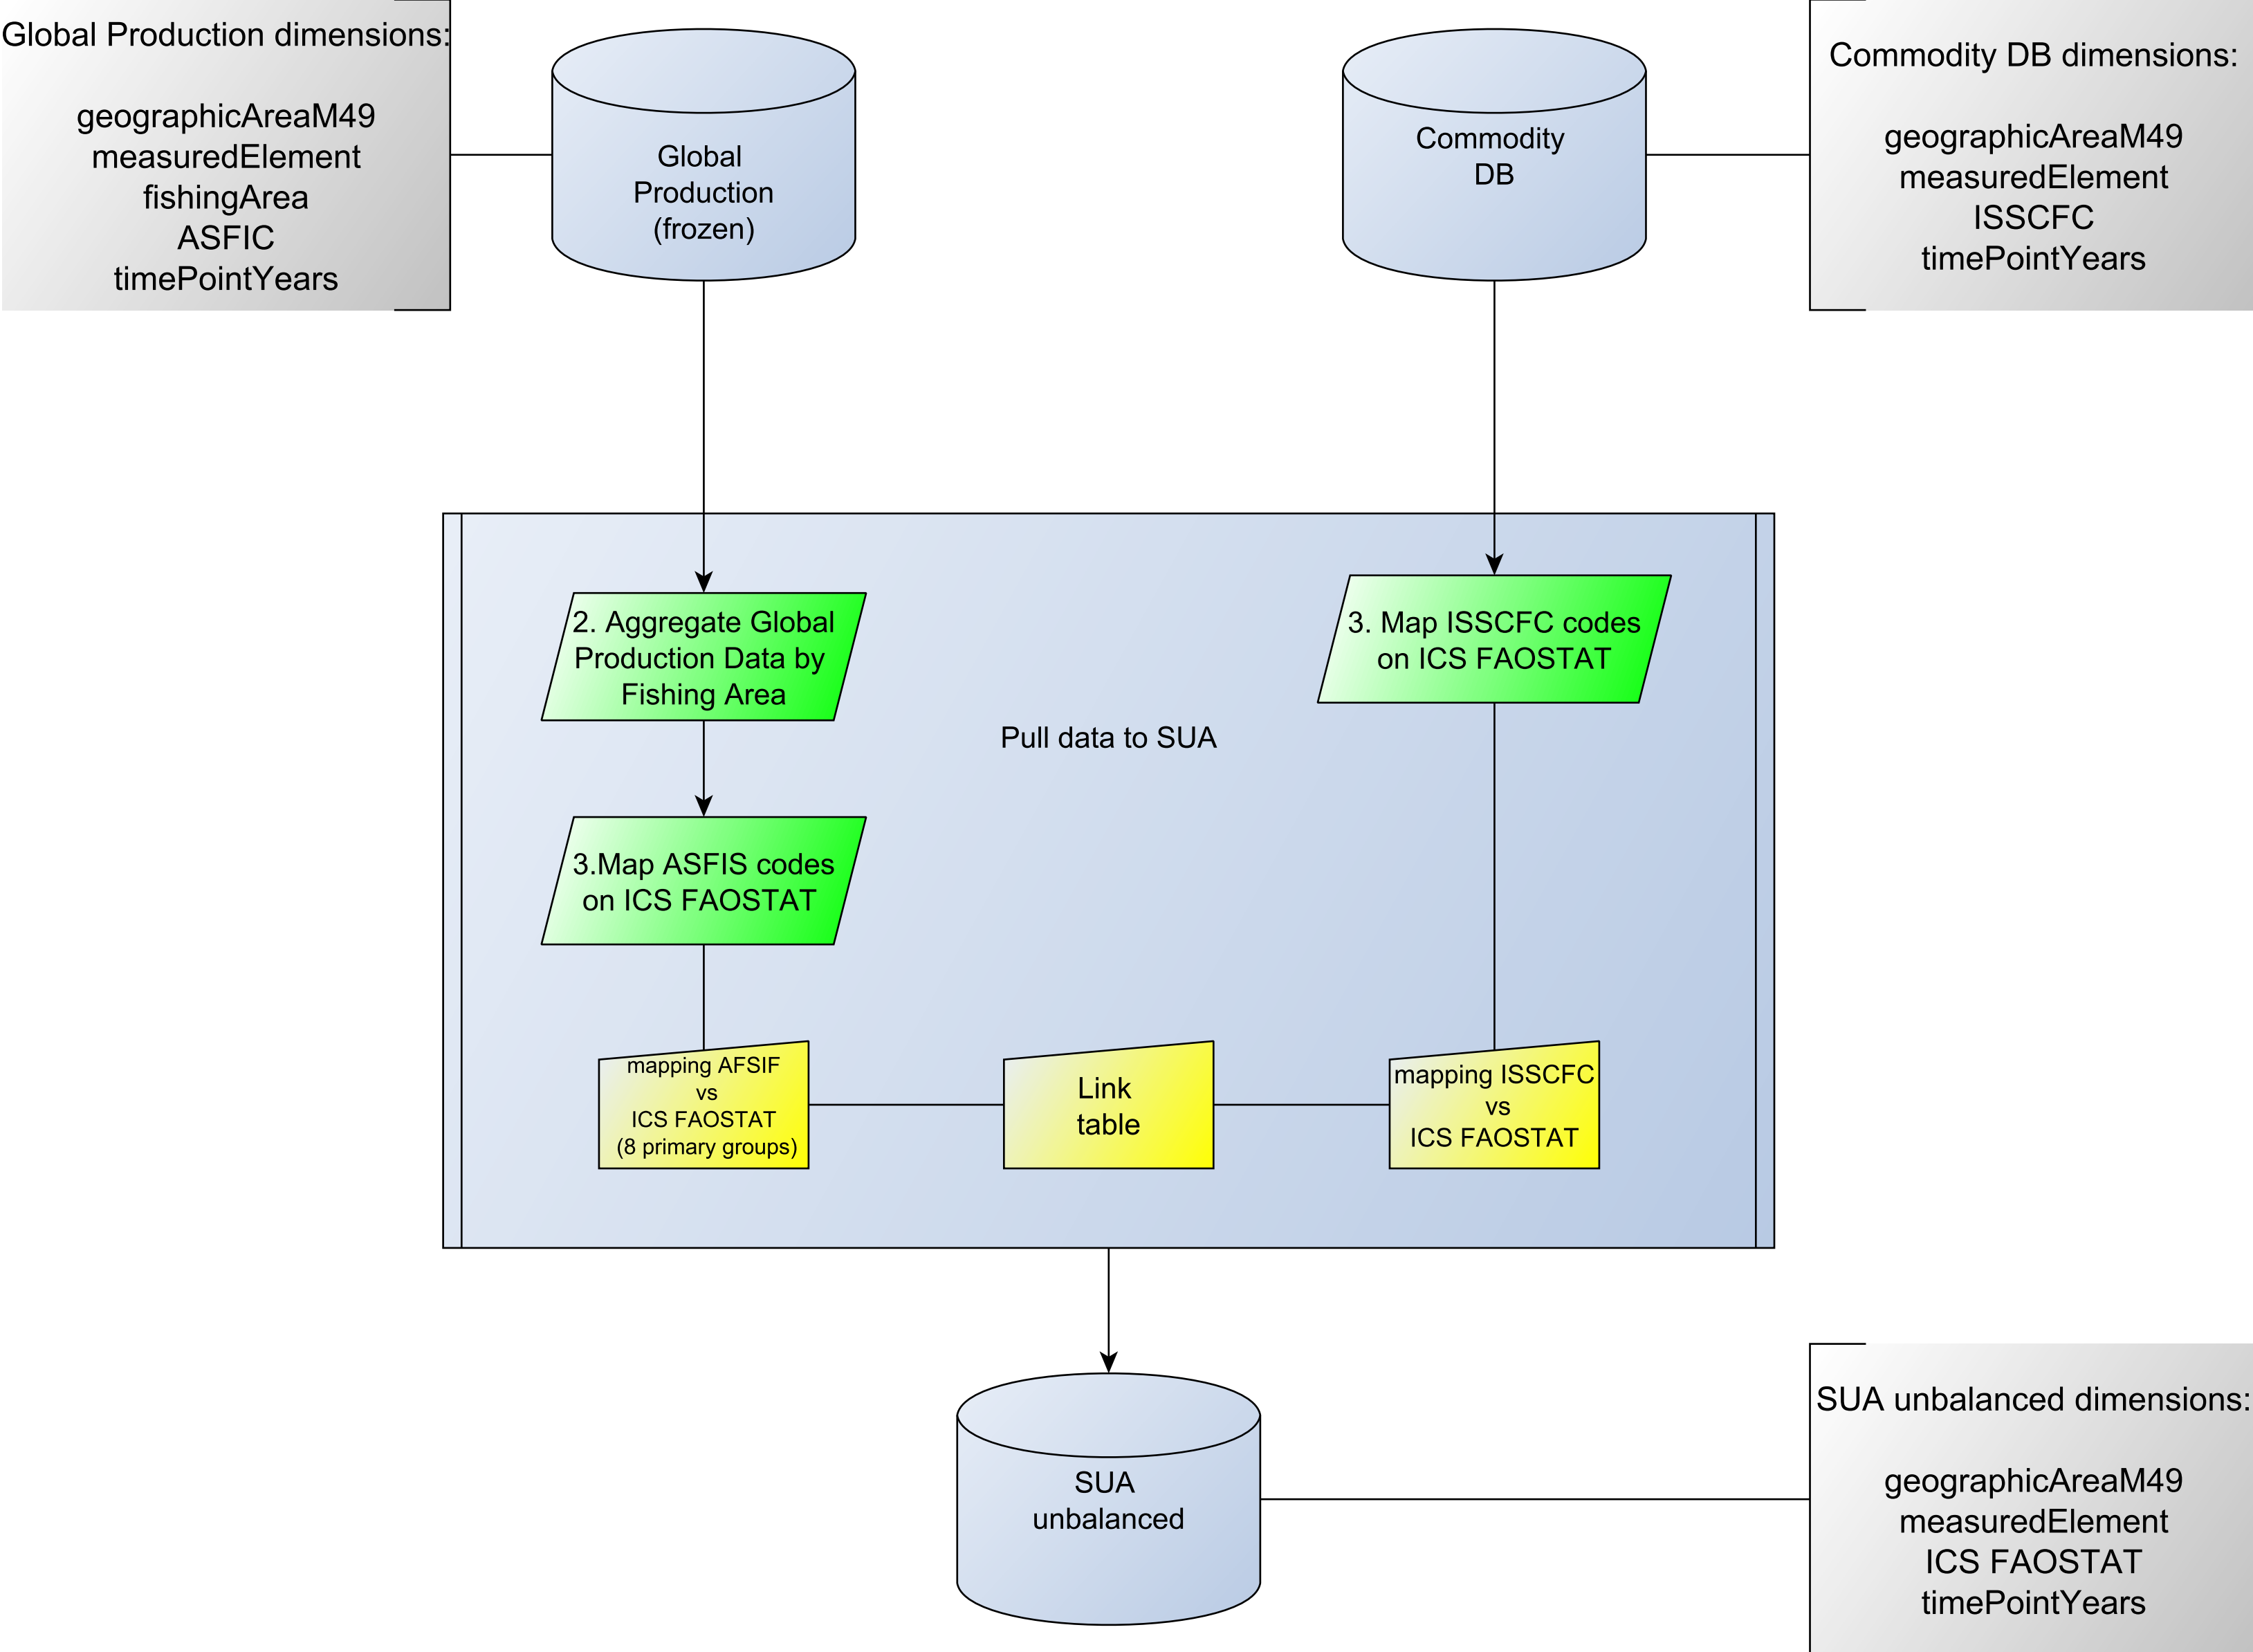 Global Production dimensions:
geographicAreaM49
measuredElement
fishingArea
ASFIC
timePointYears
Global
Production
(frozen)
Commodity
DB
Commodity DB dimensions:
geographicAreaM49
measuredElement
ISSCFC
timePointYears
2. Aggregate Global
Production Data by
Fishing Area
3. Map ISSCFC codes
on ICS FAOSTAT
Pull data to SUA
3.Map ASFIS codes
on ICS FAOSTAT
mapping AFSIF
vs
ICS FAOSTAT
(8 primary groups)
Link
table
mapping ISSCFC
vs
ICS FAOSTAT
SUA
unbalanced
SUA unbalanced dimensions:
geographicAreaM49
measuredElement
ICS FAOSTAT
timePointYears